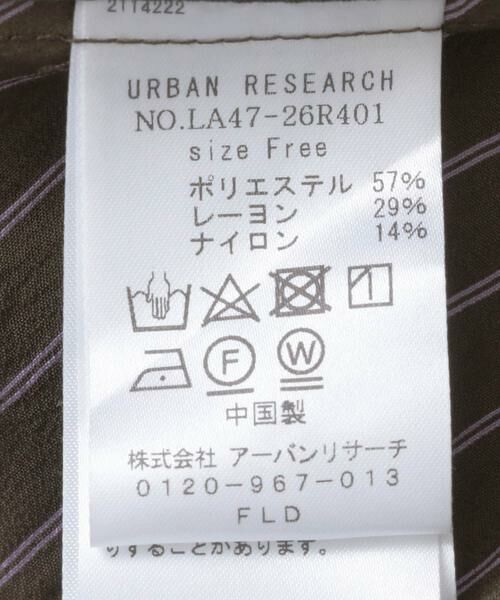 2114222
URBAN RESEARCH
NO.LA47-26R401
size Free
ポリエステル 57%
レーヨン 29%
ナイロン 14%
F W
中国製
株式会社 アーバンリサーチ
0120-967-013
FLD
りすることがあります。